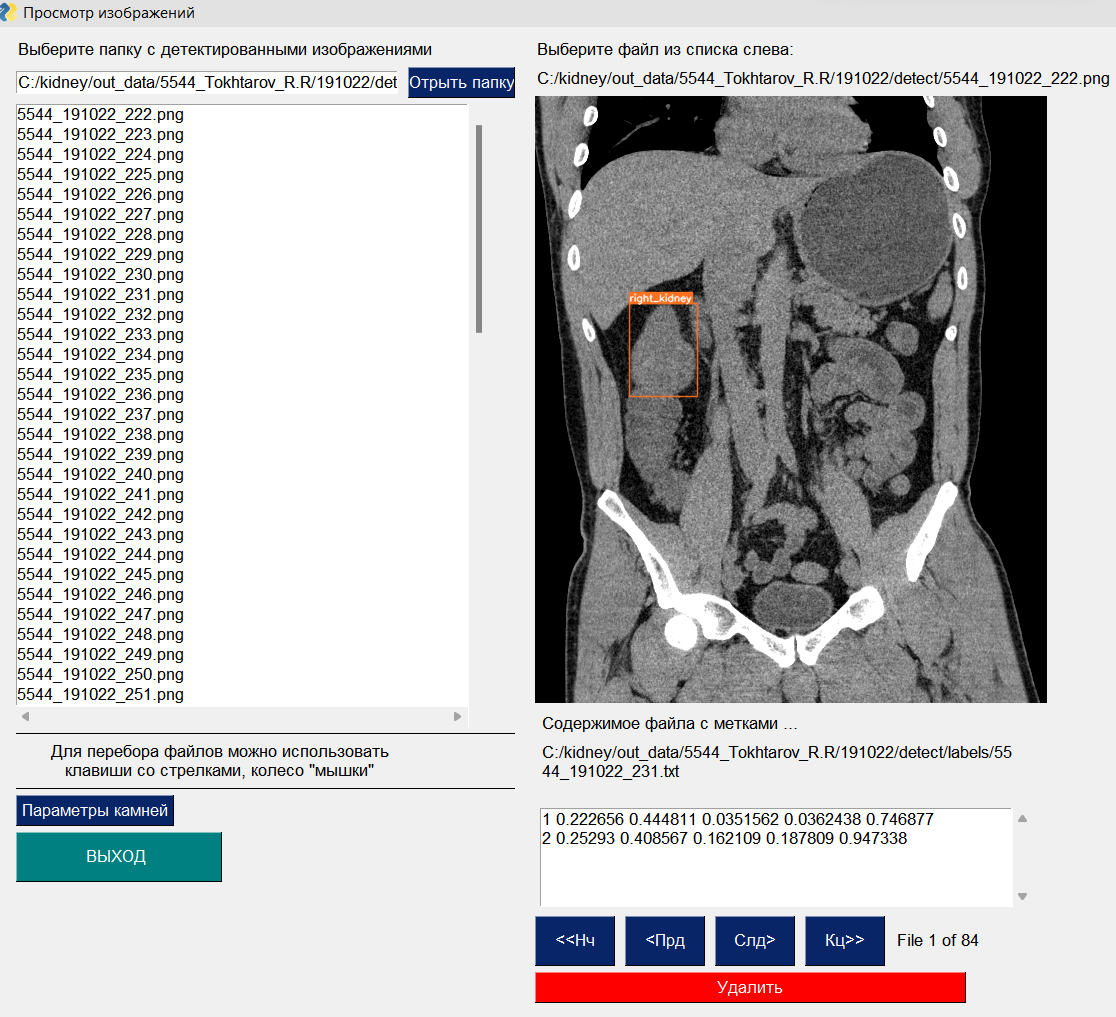 Просмотр изображений
Выберите папку с детектированными изображениями
C:/kidney/out_data/5544_Tokhtarov_R.R/191022/det
Отрыть папку
5544_191022_222.png
5544_191022_223.png
5544_191022_224.png
5544_191022_225.png
5544_191022_226.png
5544_191022_227.png
5544_191022_228.png
5544_191022_229.png
5544_191022_230.png
5544_191022_231.png
5544_191022_232.png
5544_191022_233.png
5544_191022_234.png
5544_191022_235.png
5544_191022_236.png
5544_191022_237.png
5544_191022_238.png
5544_191022_239.png
5544_191022_240.png
5544_191022_241.png
5544_191022_242.png
5544_191022_243.png
5544_191022_244.png
5544_191022_245.png
5544_191022_246.png
5544_191022_247.png
5544_191022_248.png
5544_191022_249.png
5544_191022_250.png
5544_191022_251.png
Для перебора файлов можно использовать
клавиши со стрелками, колесо "мышки"
Параметры камней
ВЫХОД
Выберите файл из списка слева:
C:/kidney/out_data/5544_Tokhtarov_R.R/191022/detect/5544_191022_222.png
right_kidney
Содержимое файла с метками ...
C:/kidney/out_data/5544_Tokhtarov_R.R/191022/detect/labels/55
44_191022_231.txt
1 0.222656 0.444811 0.0351562 0.0362438 0.746877
2 0.25293 0.408567 0.162109 0.187809 0.947338
<<Нч
<Прд
Слд>
Кц>>
File 1 of 84
Удалить